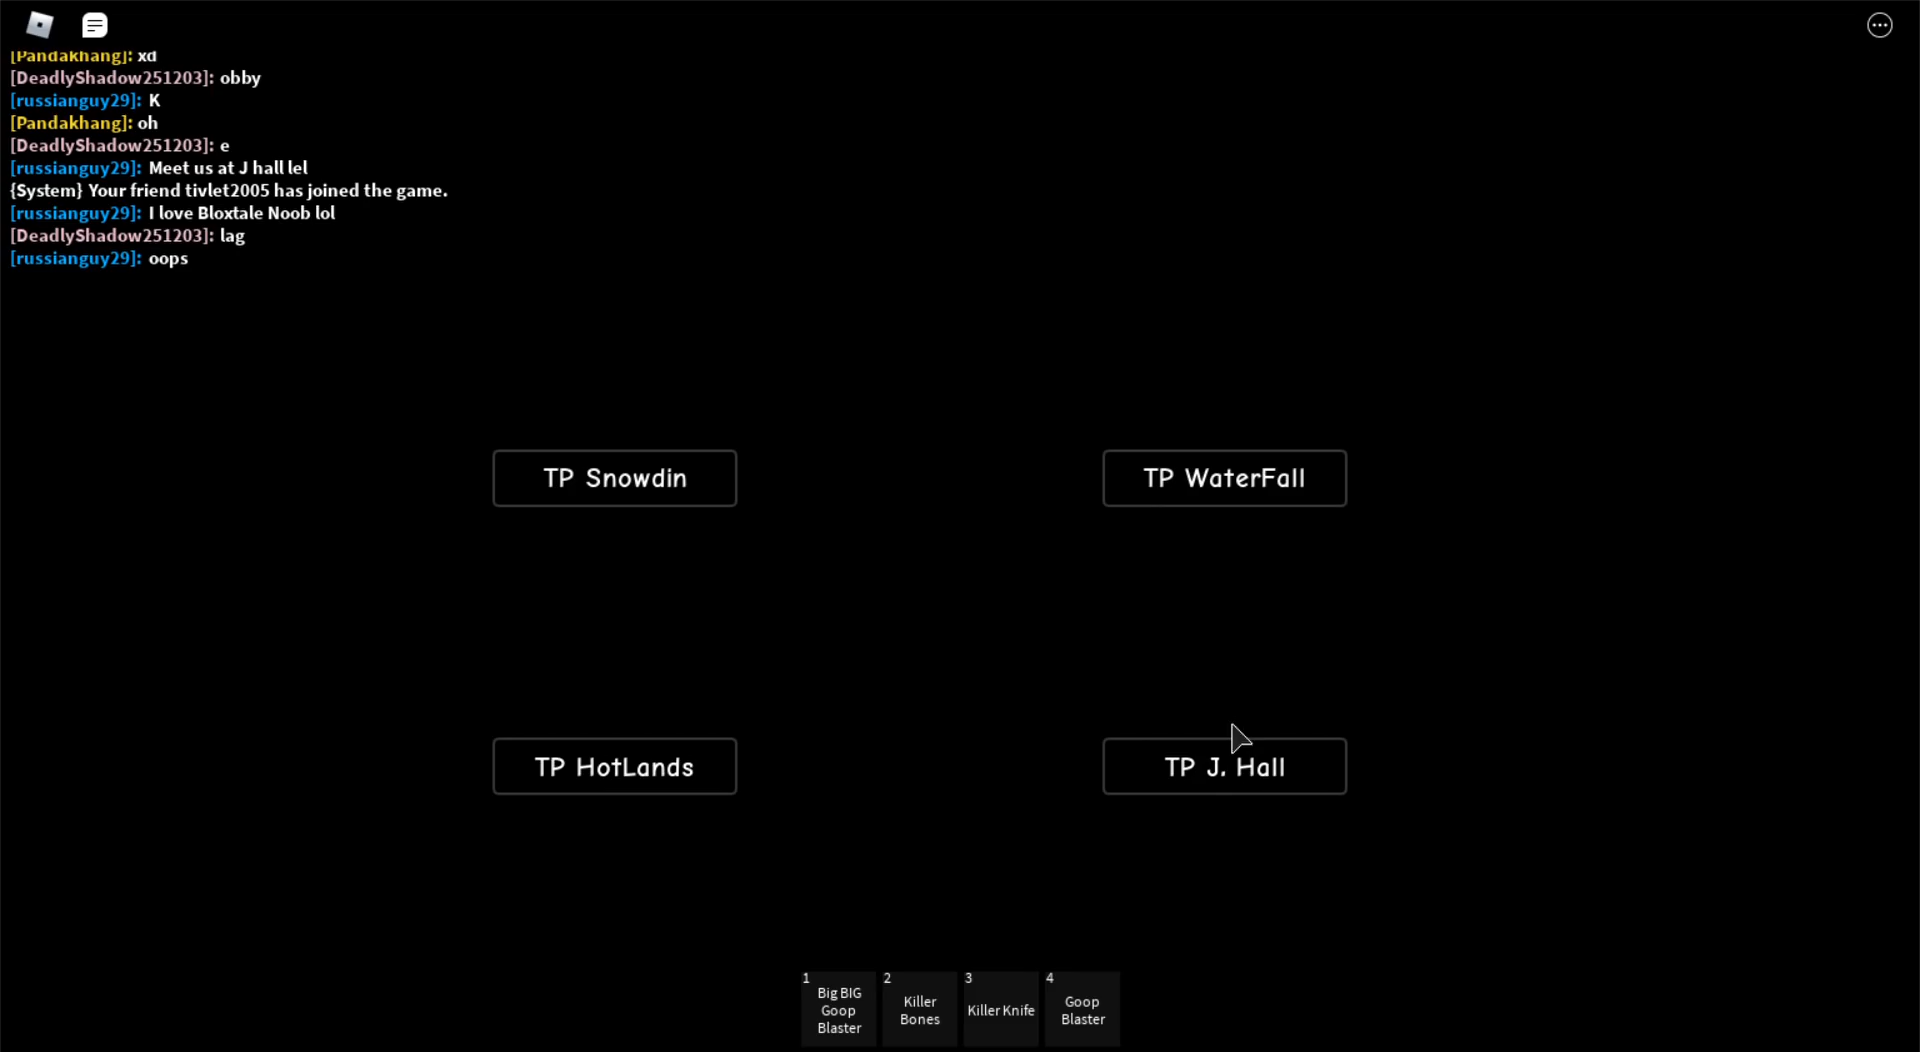 [Pandakhang]: xd
[DeadlyShadow251203]: obby
[russianguy29]: K
[Pandakhang]: oh
[DeadlyShadow251203]: e
[russianguy29]: Meet us at J hall lel
{System} Your friend tivlet2005 has joined the game.
[russianguy29]: I love Bloxtale Noob lol
[DeadlyShadow251203]: lag
[russianguy29]: oops
TP Snowdin
TP WaterFall
TP HotLands
TP J. Hall
1
Big BIG
Goop
Blaster
2
Killer
Bones
3
Killer Knife
4
Goop
Blaster